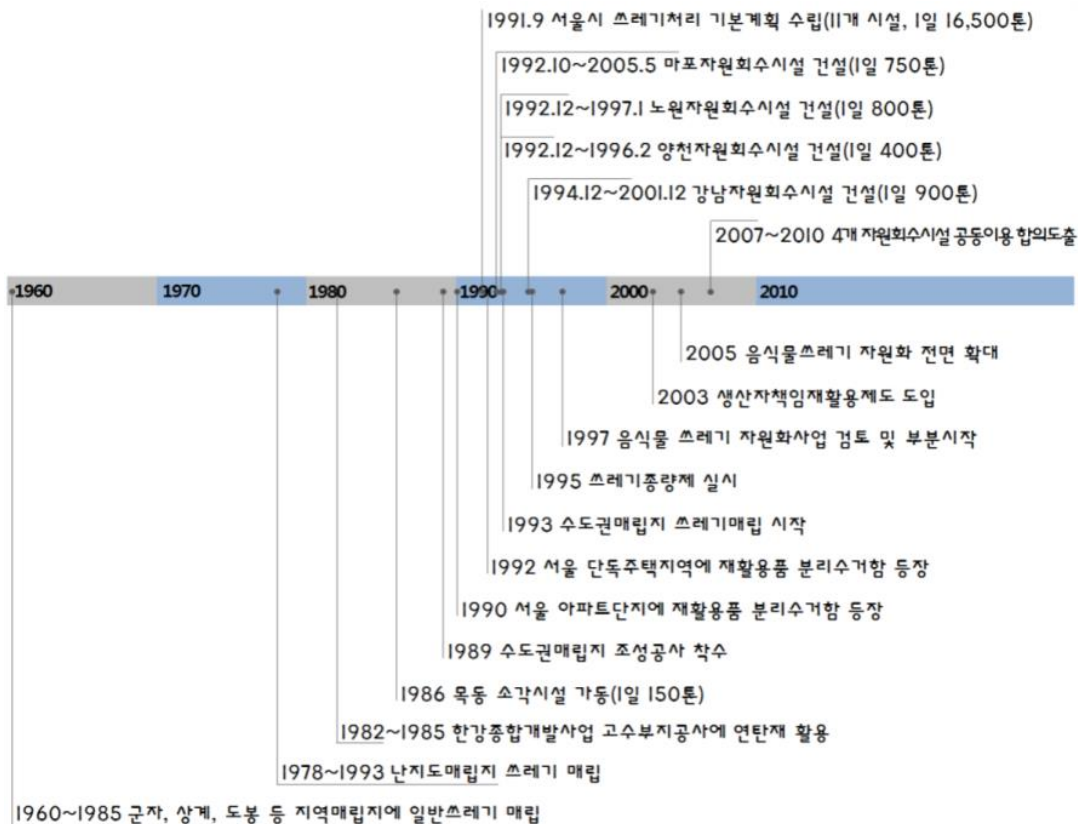 1991.9 서울시 쓰레기처리 기본계획 수립(11개 시설, 1일 16,500톤)
1992.10~2005.5 마포자원회수시설 건설(1일 750톤)
1992.12~1997.1 노원자원회수시설 건설(1일 800톤)
1992.12~1996.2 양천자원회수시설 건설(1일 400톤)
1994.12~2001.12 강남자원회수시설 건설(1일 900톤)
2007~2010 4개 자원회수시설 공동이용 합의도출
1960 1970 1980 1990 2000 2010
2005 음식물쓰레기 자원화 전면 확대
2003 생산자책임재활용제도 도입
1997 음식물 쓰레기 자원화사업 검토 및 부분시작
1995 쓰레기종량제 실시
1993 수도권매립지 쓰레기매립 시작
1992 서울 단독주택지역에 재활용품 분리수거함 등장
1990 서울 아파트단지에 재활용품 분리수거함 등장
1989 수도권매립지 조성공사 착수
1986 목동 소각시설 가동(1일 150톤)
1982~1985 한강종합개발사업 고수부지공사에 연탄재 활용
1978~1993 난지도매립지 쓰레기 매립
1960~1985 군자, 상계, 도봉 등 지역매립지에 일반쓰레기 매립